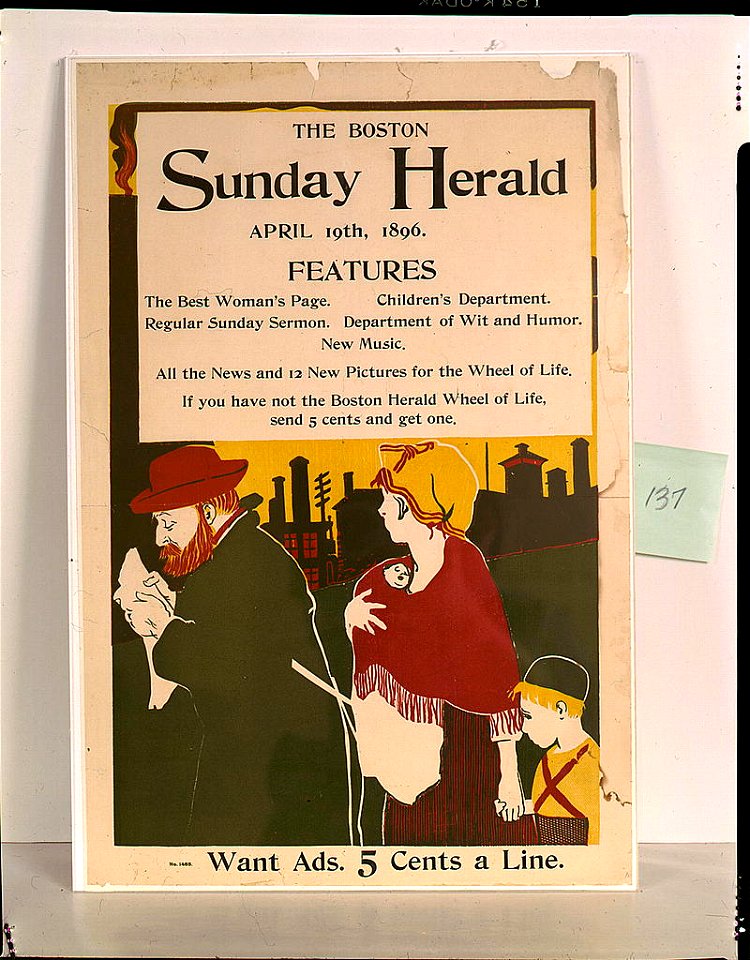 THE BOSTON
Sunday Herald
APRIL 19th, 1896.
FEATURES
The Best Woman's Page. Children's Department.
Regular Sunday Sermon. Department of Wit and Humor.
New Music.
All the News and 12 New Pictures for the Wheel of Life.
If you have not the Boston Herald Wheel of Life,
send 5 cents and get one.
137
Want Ads. 5 Cents a Line.